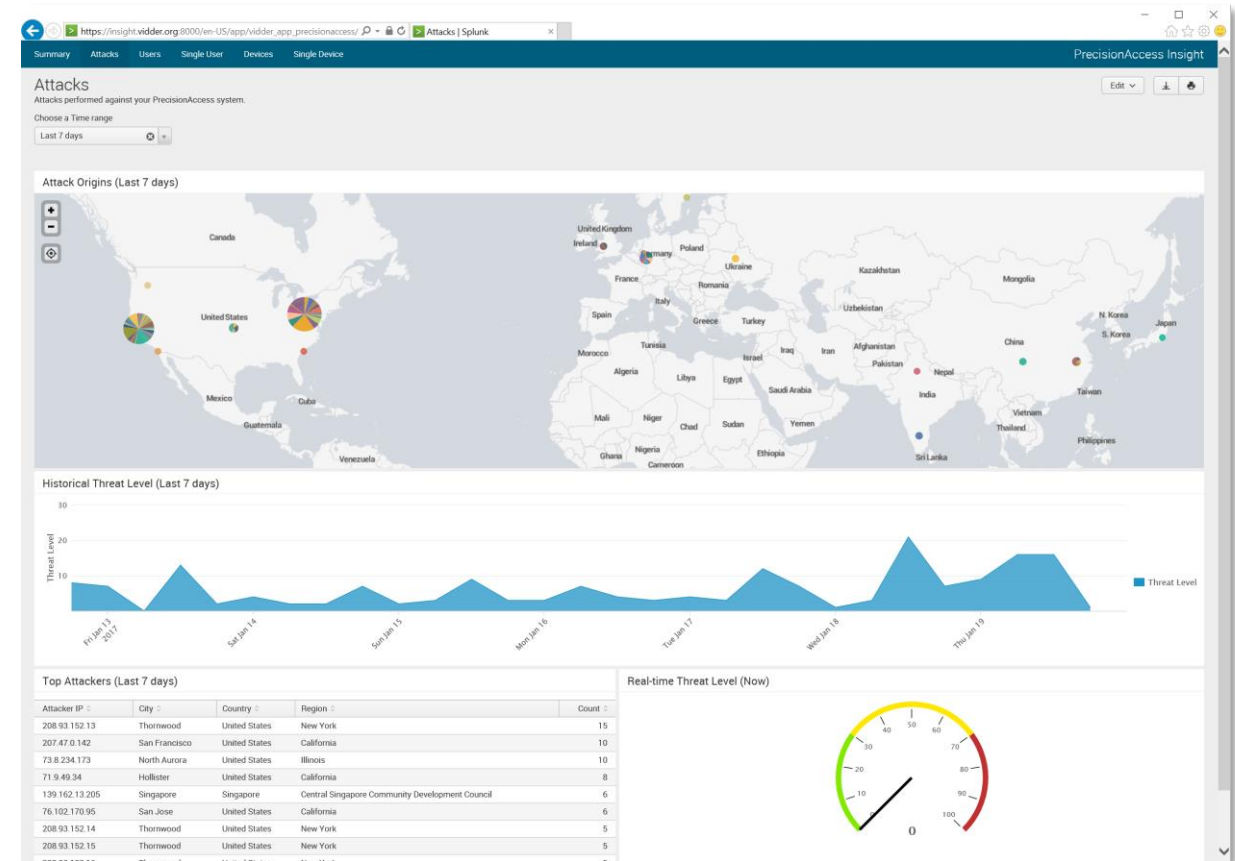 https://insight.vidder.org:8000/en-US/app/vidder_app_precisionaccess/
Attacks | Splunk
Summary Attacks Users Single User Devices Single Device
PrecisionAccess Insight
Attacks
Attacks performed against your PrecisionAccess system.
Edit
Choose a Time range
Last 7 days
Attack Origins (Last 7 days)
+
-
Canada
United States
Mexico
Cuba
Guatemala
Venezuela
United Kingdom
Ireland
Germany
Poland
Ukraine
France
Romania
Italy
Spain
Greece
Turkey
Kazakhstan
Mongolia
Uzbekistan
N. Korea
S. Korea
Japan
China
Afghanistan
Pakistan
Nepal
India
Taiwan
Morocco
Tunisia
Israel
Iraq
Iran
Algeria
Libya
Egypt
Saudi Arabia
Mali
Niger
Chad
Sudan
Yemen
Vietnam
Thailand
Philippines
Ghana
Nigeria
Cameroon
Ethiopia
Sri Lanka
Historical Threat Level (Last 7 days)
30
20
10
Threat Level
Threat Level
Fri Jan 13
2017
Sat Jan 14
Sun Jan 15
Mon Jan 16
Tue Jan 17
Wed Jan 18
Thu Jan 19
Top Attackers (Last 7 days)
Attacker IP City Country Region Count
208.93.152.13 Thornwood United States New York 15
207.47.0.142 San Francisco United States California 10
73.8.234.173 North Aurora United States Illinois 10
71.9.49.34 Hollister United States California 8
139.162.13.205 Singapore Singapore Central Singapore Community Development Council 6
76.102.170.95 San Jose United States California 6
208.93.152.14 Thornwood United States New York 5
208.93.152.15 Thornwood United States New York 5
Real-time Threat Level (Now)
0
10
20
30
40
50
60
70
80
90
100
0